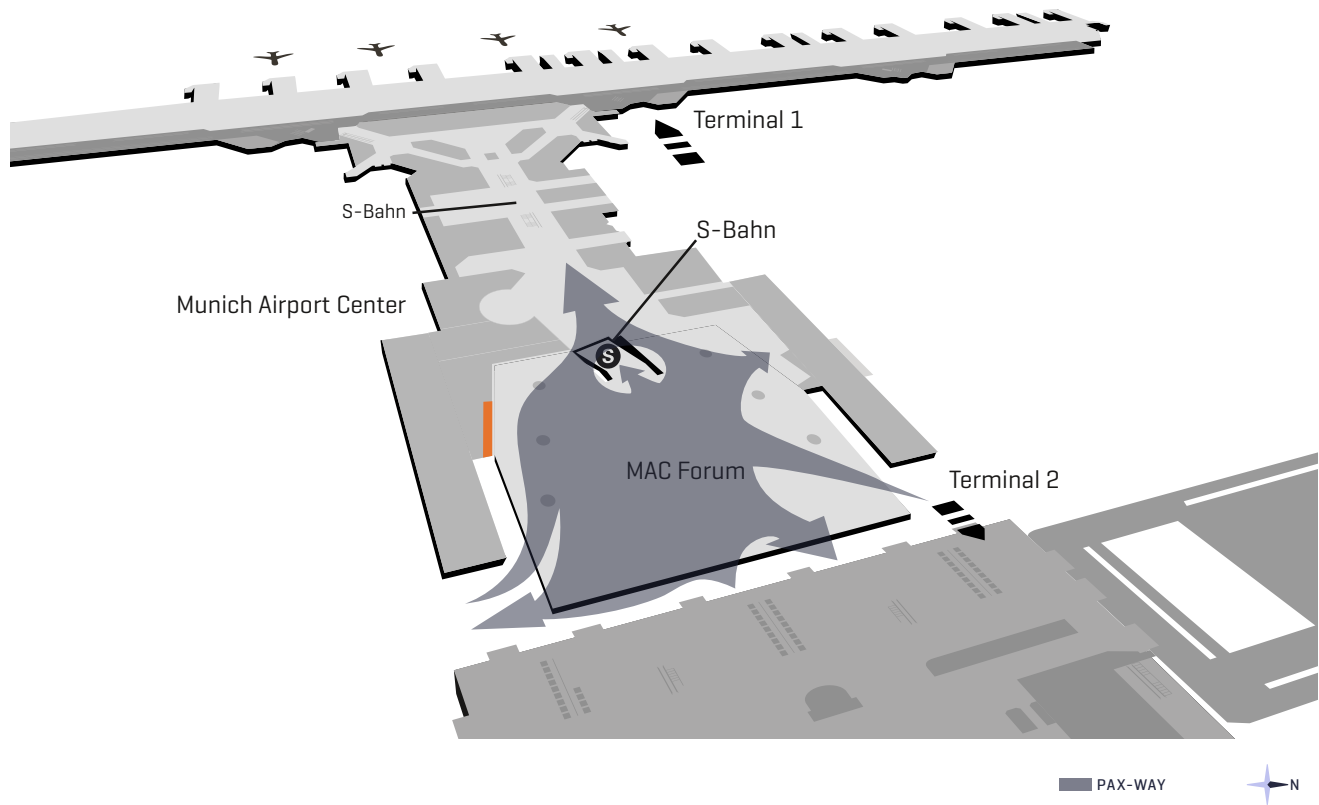 Terminal 1
S-Bahn
S-Bahn
Munich Airport Center
S
MAC Forum
Terminal 2
PAX-WAY
N